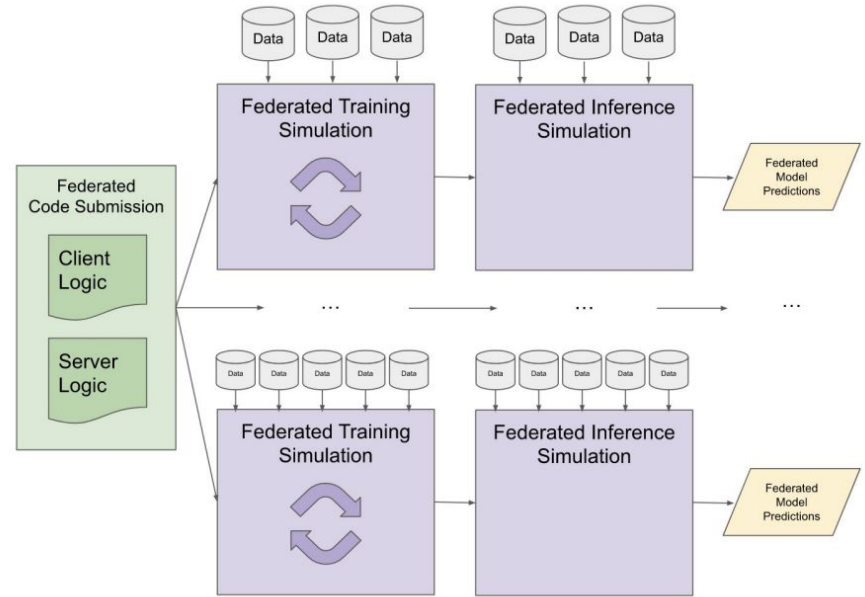 Data Data Data
Data Data Data
Federated Training
Simulation
Federated Inference
Simulation
Federated
Model
Predictions
Federated
Code Submission
Client
Logic
Server
Logic
... ... ...
Data Data Data Data Data
Data Data Data Data Data
Federated Training
Simulation
Federated Inference
Simulation
Federated
Model
Predictions